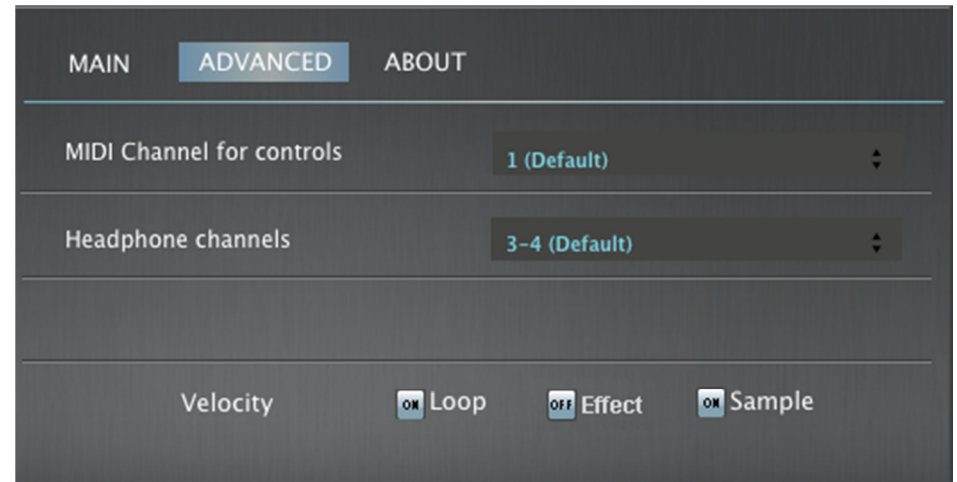 MAIN ADVANCED ABOUT
MIDI Channel for controls 1 (Default)
Headphone channels 3-4 (Default)
Velocity ON Loop OFF Effect ON Sample